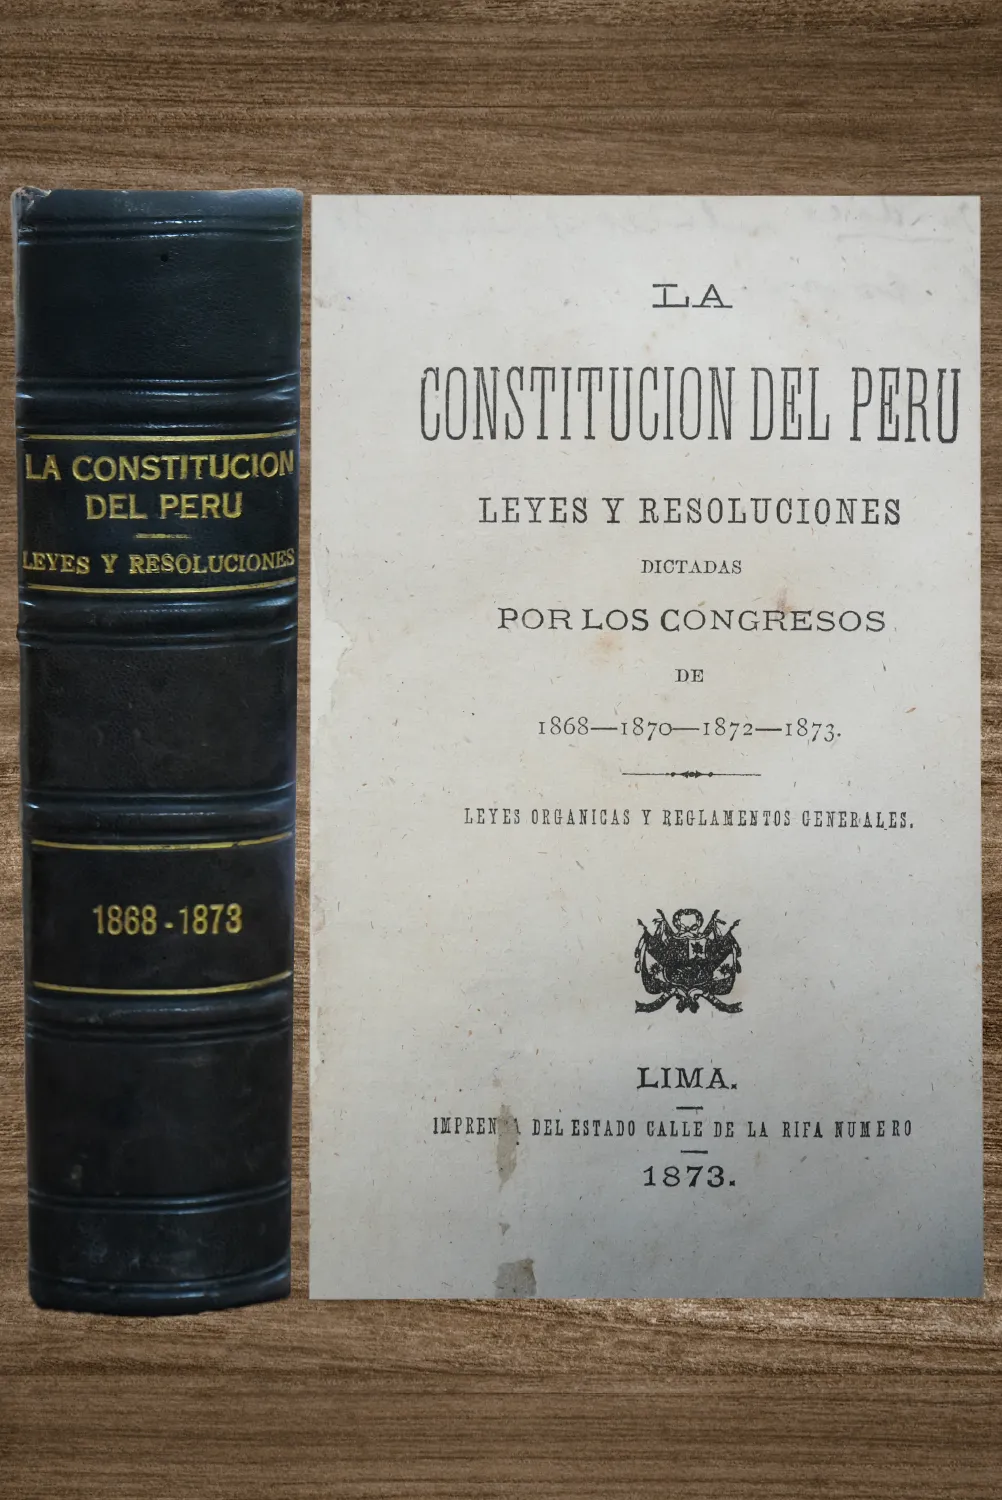 LA CONSTITUCION
DEL PERU
LEYES Y RESOLUCIONES
1868-1873
LA
CONSTITUCION DEL PERU
LEYES Y RESOLUCIONES
DICTADAS
POR LOS CONGRESOS
DE
1868—1870—1872—1873.
LEYES ORGANICAS Y REGLAMENTOS GENERALES.
LIMA.
DEL ESTADO CALLE DE LA RIFA NUMERO
1873.